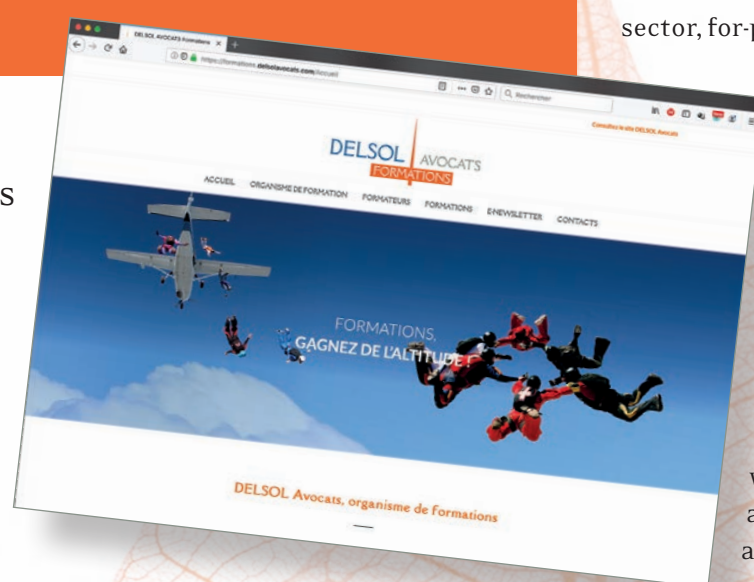 sector, for-p
s
DELSOL AVOCATS Formations
https://formations.delsolavocats.com/Accueil
Rechercher
Consultez le site DELSOL Avocats
DELSOL AVOCATS
FORMATIONS
ACCUEIL ORGANISME DE FORMATION FORMATEURS FORMATIONS E-NEWSLETTER CONTACTS
FORMATIONS,
GAGNEZ DE L'ALTITUDE !
DELSOL Avocats, organisme de formations
w
a
a